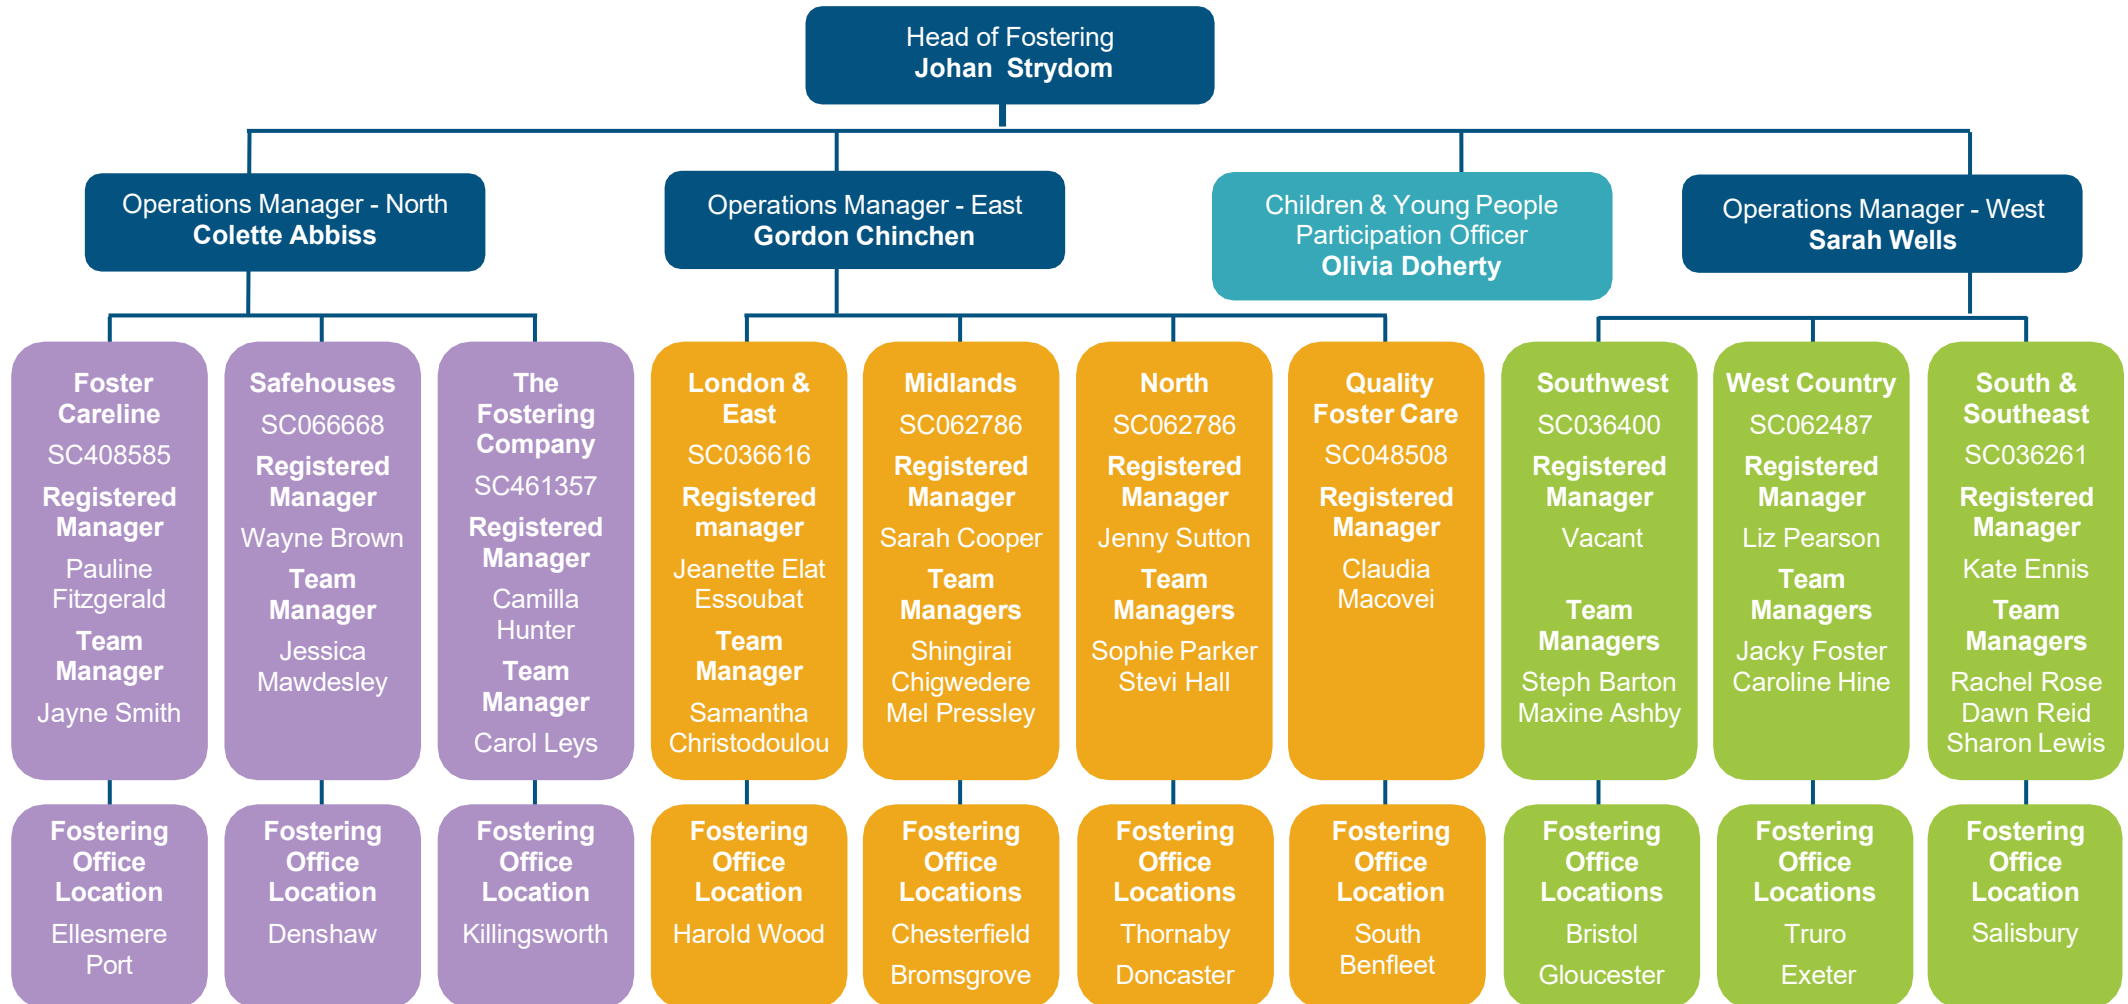 Head of Fostering
Johan Strydom
Operations Manager - North
Colette Abbiss
Operations Manager - East
Gordon Chinchen
Children & Young People
Participation Officer
Olivia Doherty
Operations Manager - West
Sarah Wells
Foster
Careline
SC408585
Registered
Manager
Pauline
Fitzgerald
Team
Manager
Jayne Smith
Safehouses
SC066668
Registered
Manager
Wayne Brown
Team
Manager
Jessica
Mawdesley
The
Fostering
Company
SC461357
Registered
Manager
Camilla
Hunter
Team
Manager
Carol Leys
London &
East
SC036616
Registered
manager
Jeanette Elat
Essoubat
Team
Manager
Samantha
Christodoulou
Midlands
SC062786
Registered
Manager
Sarah Cooper
Team
Managers
Shingirai
Chigwedere
Mel Pressley
North
SC062786
Registered
Manager
Jenny Sutton
Team
Managers
Sophie Parker
Stevi Hall
Quality
Foster Care
SC048508
Registered
Manager
Claudia
Macovei
Southwest
SC036400
Registered
Manager
Vacant
Team
Managers
Steph Barton
Maxine Ashby
West Country
SC062487
Registered
Manager
Liz Pearson
Team
Managers
Jacky Foster
Caroline Hine
South &
Southeast
SC036261
Registered
Manager
Kate Ennis
Team
Managers
Rachel Rose
Dawn Reid
Sharon Lewis
Fostering
Office
Location
Ellesmere
Port
Fostering
Office
Location
Denshaw
Fostering
Office
Location
Killingsworth
Fostering
Office
Location
Harold Wood
Fostering
Office
Locations
Chesterfield
Bromsgrove
Fostering
Office
Locations
Thornaby
Doncaster
Fostering
Office
Location
South
Benfleet
Fostering
Office
Locations
Bristol
Gloucester
Fostering
Office
Locations
Truro
Exeter
Fostering
Office
Location
Salisbury